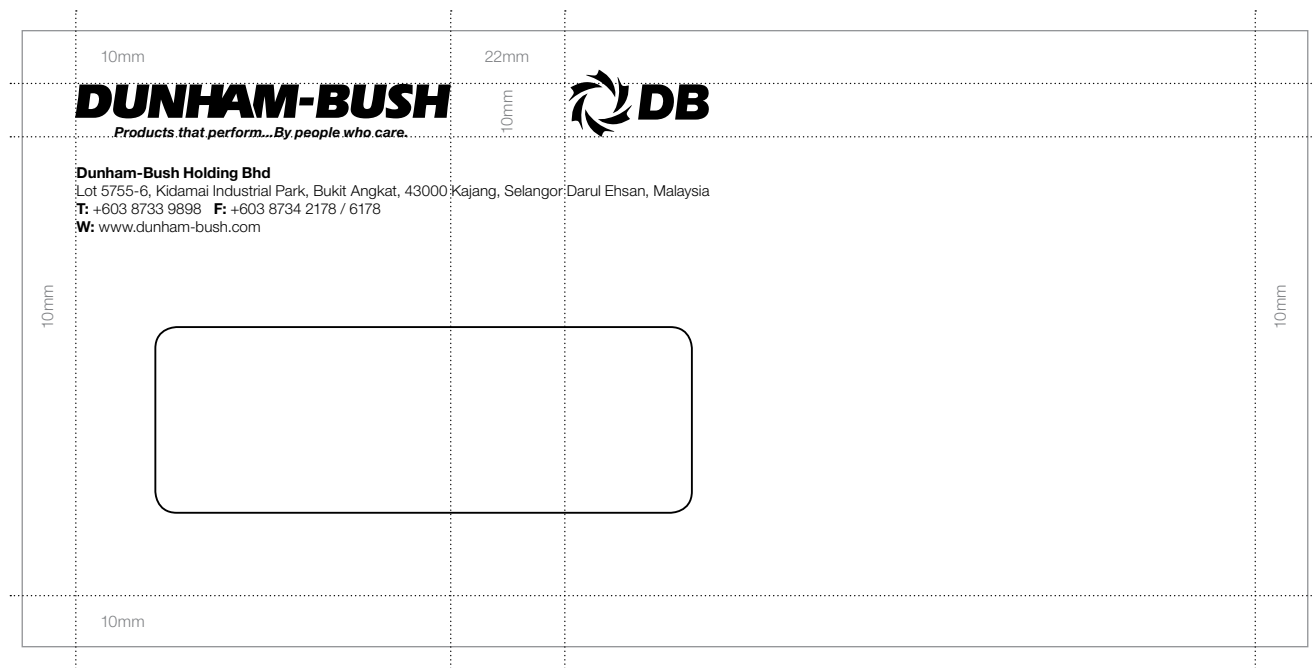 10mm
22mm
DUNHAM-BUSH
Products that perform...By people who care.
10mm
DB
Dunham-Bush Holding Bhd
Lot 5755-6, Kidamai Industrial Park, Bukit Angkat, 43000 Kajang, Selangor Darul Ehsan, Malaysia
T: +603 8733 9898 F: +603 8734 2178 / 6178
W: www.dunham-bush.com
10mm
10mm
10mm